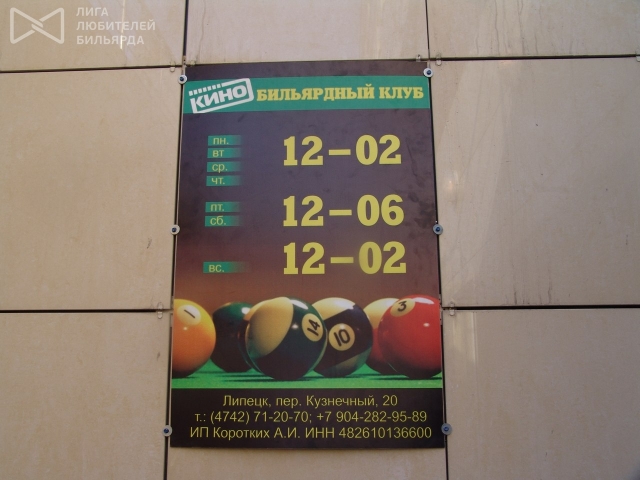 ЛИГА
ЛЮБИТЕЛЕЙ
БИЛЬЯРДА
КИНО БИЛЬЯРДНЫЙ КЛУБ
пн.
вт
ср.
чт.
12-02
пт.
сб.
12-06
вс.
12-02
1
14
10
3
Липецк, пер. Кузнечный, 20
т.: (4742) 71-20-70; +7 904-282-95-89
ИП Коротких А.И. ИНН 482610136600